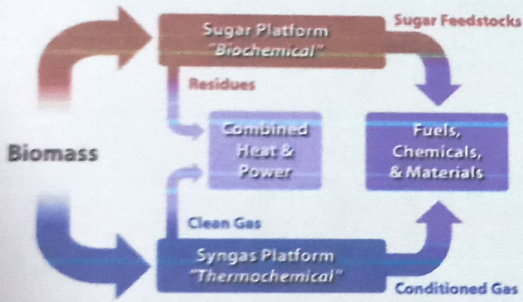 Sugar Platform
"Biochemical"
Sugar Feedstocks
Residues
Biomass
Combined
Heat &
Power
Fuels,
Chemicals,
& Materials
Clean Gas
Syngas Platform
"Thermochemical"
Conditioned Gas